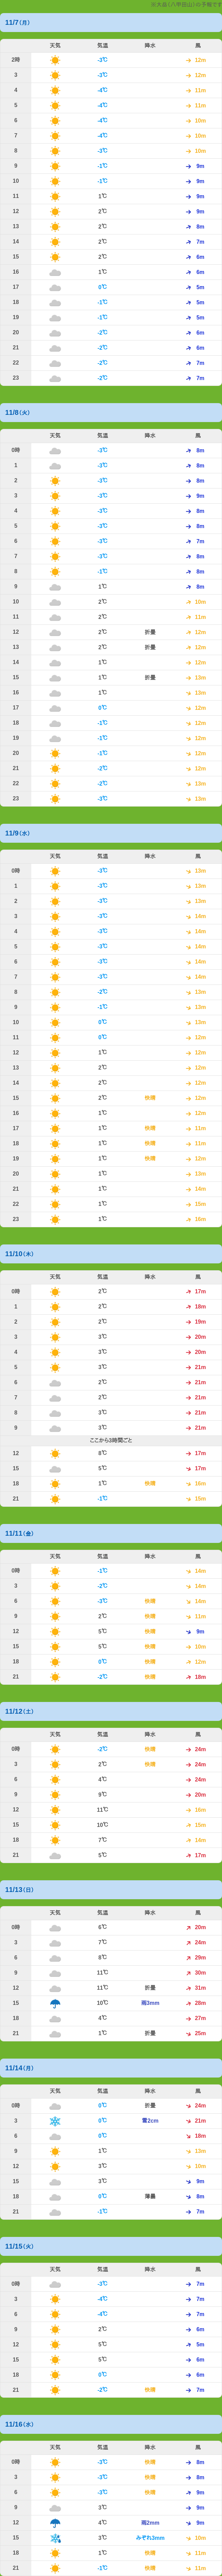 ※大岳(八甲田山)の予報です
11/7(月)
天気 気温 降水 風
2時 -3℃ 12m
3 -3℃ 12m
4 -4℃ 11m
5 -4℃ 11m
6 -4℃ 10m
7 -4℃ 10m
8 -3℃ 10m
9 -1℃ 9m
10 -1℃ 9m
11 1℃ 9m
12 2℃ 9m
13 2℃ 8m
14 2℃ 7m
15 2℃ 6m
16 1℃ 6m
17 0℃ 5m
18 -1℃ 5m
19 -1℃ 5m
20 -2℃ 6m
21 -2℃ 6m
22 -2℃ 7m
23 -2℃ 7m
11/8(火)
天気 気温 降水 風
0時 -3℃ 8m
1 -3℃ 8m
2 -3℃ 8m
3 -3℃ 9m
4 -3℃ 8m
5 -3℃ 8m
6 -3℃ 7m
7 -3℃ 8m
8 -1℃ 8m
9 1℃ 8m
10 2℃ 10m
11 2℃ 11m
12 2℃ 折曇 12m
13 2℃ 折曇 12m
14 1℃ 12m
15 1℃ 折曇 13m
16 1℃ 13m
17 0℃ 12m
18 -1℃ 12m
19 -1℃ 12m
20 -1℃ 12m
21 -2℃ 12m
22 -2℃ 13m
23 -3℃ 13m
11/9(水)
天気 気温 降水 風
0時 -3℃ 13m
1 -3℃ 13m
2 -3℃ 13m
3 -3℃ 14m
4 -3℃ 14m
5 -3℃ 14m
6 -3℃ 14m
7 -3℃ 14m
8 -2℃ 13m
9 -1℃ 13m
10 0℃ 13m
11 0℃ 12m
12 1℃ 12m
13 2℃ 12m
14 2℃ 12m
15 2℃ 快晴 12m
16 1℃ 12m
17 1℃ 快晴 11m
18 1℃ 快晴 11m
19 1℃ 快晴 12m
20 1℃ 13m
21 1℃ 14m
22 1℃ 15m
23 1℃ 16m
11/10(木)
天気 気温 降水 風
0時 2℃ 17m
1 2℃ 18m
2 2℃ 19m
3 3℃ 20m
4 3℃ 20m
5 3℃ 21m
6 2℃ 21m
7 2℃ 21m
8 3℃ 21m
9 3℃ 21m
ここから3時間ごと
12 8℃ 17m
15 5℃ 17m
18 1℃ 快晴 16m
21 -1℃ 15m
11/11(金)
天気 気温 降水 風
0時 -1℃ 14m
3 -2℃ 14m
6 -3℃ 快晴 14m
9 2℃ 快晴 11m
12 5℃ 快晴 9m
15 5℃ 快晴 10m
18 0℃ 快晴 12m
21 -2℃ 快晴 18m
11/12(土)
天気 気温 降水 風
0時 -2℃ 快晴 24m
3 2℃ 快晴 24m
6 4℃ 24m
9 9℃ 20m
12 11℃ 16m
15 10℃ 15m
18 7℃ 14m
21 5℃ 17m
11/13(日)
天気 気温 降水 風
0時 6℃ 20m
3 7℃ 24m
6 8℃ 29m
9 11℃ 30m
12 11℃ 折曇 31m
15 10℃ 雨3mm 28m
18 4℃ 27m
21 1℃ 折曇 25m
11/14(月)
天気 気温 降水 風
0時 0℃ 折曇 24m
3 0℃ 雪2cm 21m
6 0℃ 18m
9 1℃ 13m
12 3℃ 10m
15 3℃ 9m
18 0℃ 薄曇 8m
21 -1℃ 7m
11/15(火)
天気 気温 降水 風
0時 -3℃ 7m
3 -4℃ 7m
6 -4℃ 7m
9 2℃ 6m
12 5℃ 5m
15 5℃ 6m
18 0℃ 6m
21 -2℃ 快晴 7m
11/16(水)
天気 気温 降水 風
0時 -3℃ 快晴 8m
3 -3℃ 快晴 8m
6 -3℃ 快晴 9m
9 3℃ 9m
12 4℃ 雨2mm 9m
15 3℃ みぞれ3mm 10m
18 1℃ 快晴 11m
21 -1℃ 快晴 11m